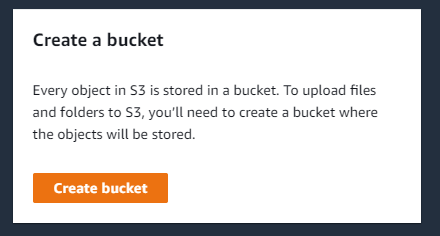 Create a bucket
Every object in S3 is stored in a bucket. To upload files
and folders to S3, you’ll need to create a bucket where
the objects will be stored.
Create bucket